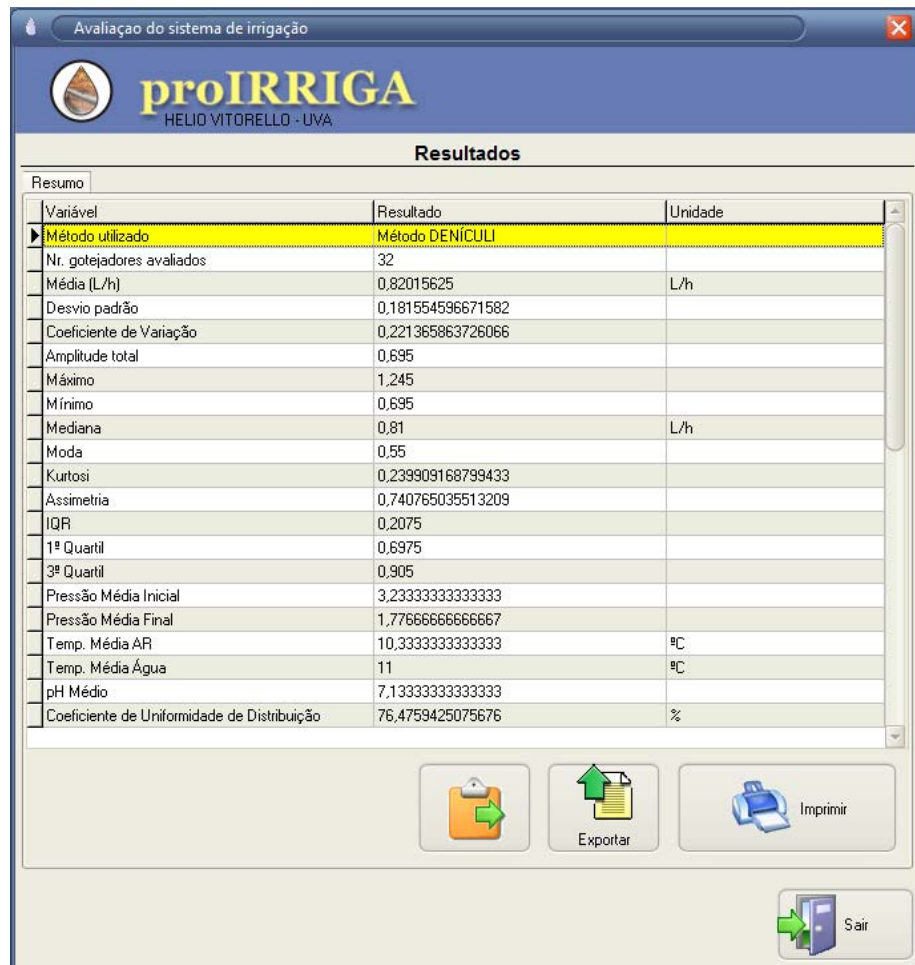 Avaliaçao do sistema de irrigação
proIRRIGA
HELIO VITORELLO - UVA
Resultados
Resumo
Variável Resultado Unidade
Método utilizado Método DENÍCULI
Nr. gotejadores avaliados 32
Média (L/h) 0,82015625 L/h
Desvio padrão 0,181554596671582
Coeficiente de Variação 0,221365863726066
Amplitude total 0,695
Máximo 1,245
Mínimo 0,695
Mediana 0,81 L/h
Moda 0,55
Kurtosi 0,239909168799433
Assimetria 0,740765035513209
IQR 0,2075
1º Quartil 0,6975
3º Quartil 0,905
Pressão Média Inicial 3,23333333333333
Pressão Média Final 1,77666666666667
Temp. Média AR 10,3333333333333 ºC
Temp. Média Água 11 ºC
pH Médio 7,13333333333333
Coeficiente de Uniformidade de Distribuição 76,4759425075676 %
Exportar
Imprimir
Sair